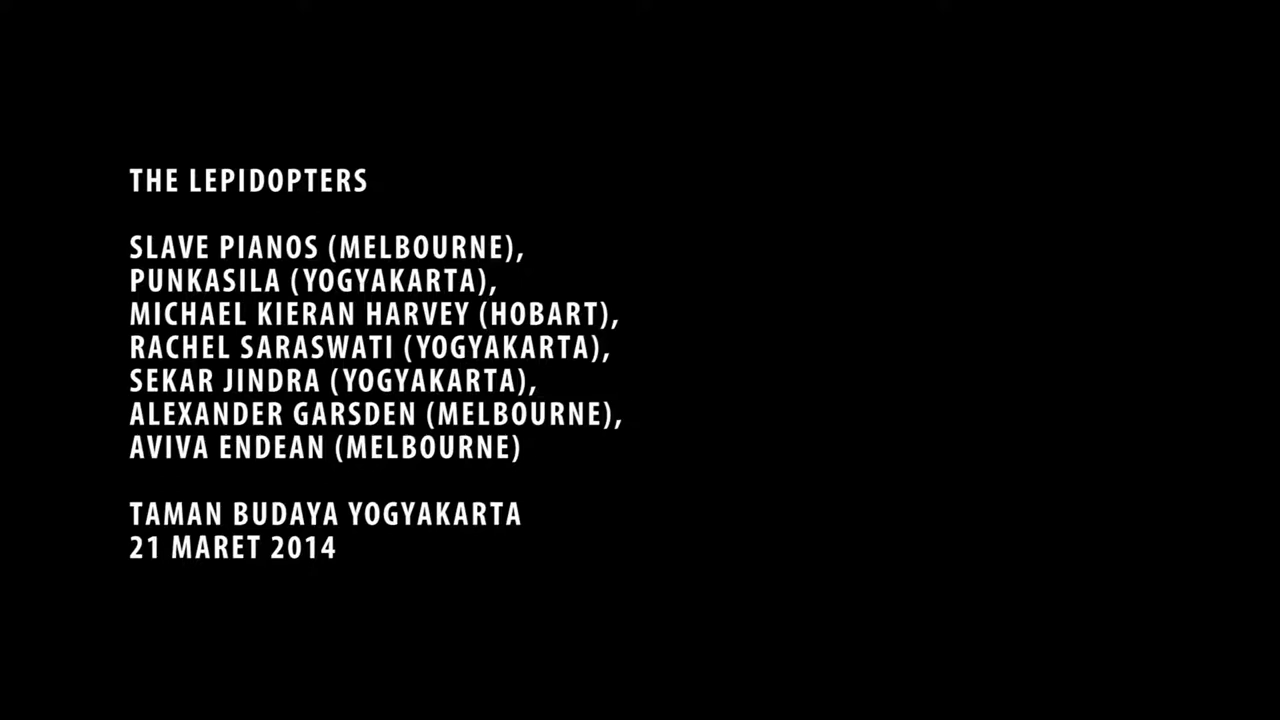 THE LEPIDOPTERS
SLAVE PIANOS (MELBOURNE),
PUNKASILA (YOGYAKARTA),
MICHAEL KIERAN HARVEY (HOBART),
RACHEL SARASWATI (YOGYAKARTA),
SEKAR JINDRA (YOGYAKARTA),
ALEXANDER GARSDEN (MELBOURNE),
AVIVA ENDEAN (MELBOURNE)
TAMAN BUDAYA YOGYAKARTA
21 MARET 2014